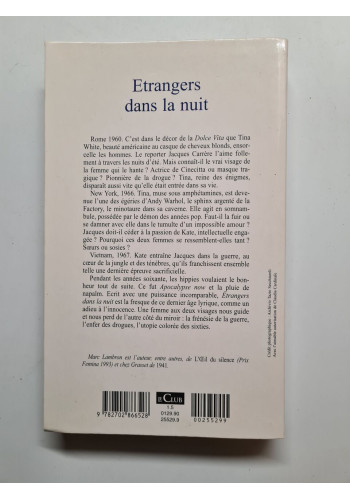 Etrangers
dans la nuit
Rome 1960. C'est dans le décor de la Dolce Vita que Tina
White, beauté américaine au casque de cheveux blonds, ensor-
celle les hommes. Le reporter Jacques Carrère l'aime folle-
ment à travers les nuits d'été. Mais connaît-il le vrai visage de
la femme qui le hante ? Actrice de Cinecitta ou masque tra-
gique ? Pionnière de la drogue ? Tina, reine des énigmes,
disparaît aussi vite qu'elle était entrée dans sa vie.
New York, 1966. Tina, muse sous amphétamines, est deve-
nue l'une des égéries d'Andy Warhol, le sphinx argenté de la
Factory, le minotaure dans sa caverne. Elle agit en somnam-
bule, possédée par le démon des années pop. Faut-il la fuir ou se
damner avec elle dans le tumulte d'un impossible amour ?
Jacques doit-il céder à la passion de Kate, intellectuelle enga-
gée ? Pourquoi ces deux femmes se ressemblent-elles tant ?
Sœurs ou sosies ?
Vietnam, 1967. Kate entraîne Jacques dans la guerre, au
cœur de la jungle et des ténèbres, qu'ils franchissent ensemble
telle une dernière épreuve sacrificielle.
Pendant les années soixante, les hippies voulaient le bon-
heur tout de suite. Ce fut Apocalypse now et la pluie de
napalm. Ecrit avec une puissance incomparable, Etrangers
dans la nuit est la fresque de ce dernier âge lyrique, comme un
adieu à l'innocence. Une femme aux deux visages nous guide
et nous perd de l'autre côté du miroir : la frénésie de la guerre,
l'enfer des drogues, l'utopie colorée des sixties.
Marc Lambron est l'auteur, entre autres, de L'Œil du silence (Prix
Femina 1993) et chez Grasset de 1941.
9 782702 866528
le CLUB
1.5
0129.90
25529.9
00255299